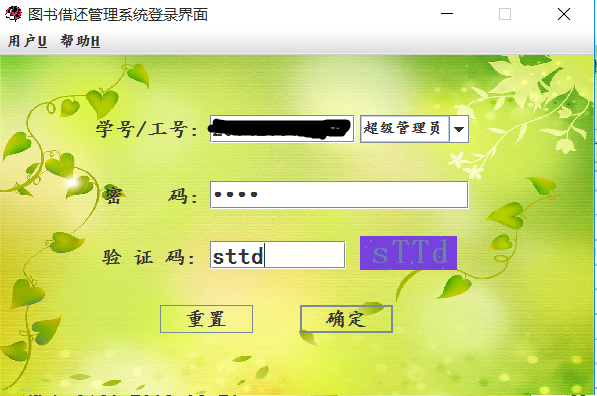 图书借还管理系统登录界面
用户U 帮助H
学号/工号: 超级管理员
密 码: ••••
验 证 码: sttd sTTd
重置 确定